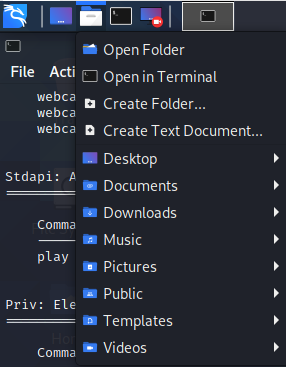 File Acti
webca
webca
webca
Stdapi: A
Comma
play
Priv: Ele
Comma
Open Folder
Open in Terminal
Create Folder...
Create Text Document...
Desktop
Documents
Downloads
Music
Pictures
Public
Templates
Videos